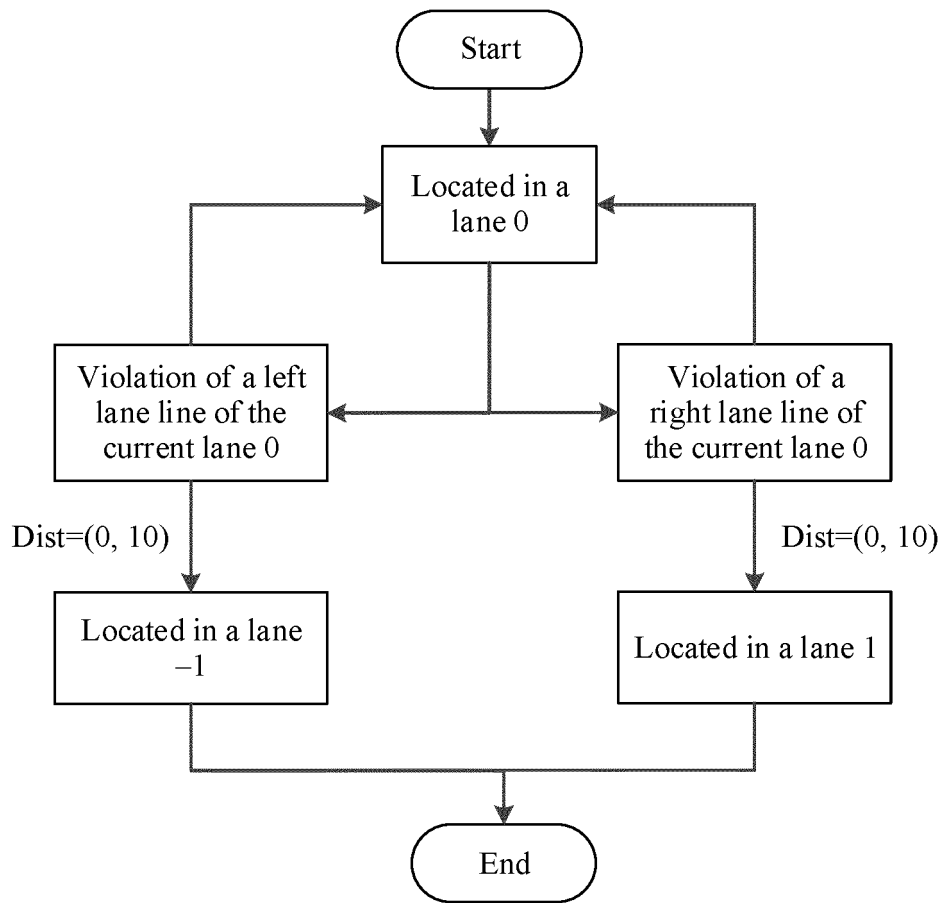 Start
Located in a
lane 0
Violation of a left
lane line of the
current lane 0
Violation of a
right lane line of
the current lane 0
Dist=(0, 10)
Dist=(0, 10)
Located in a lane
–1
Located in a lane 1
End